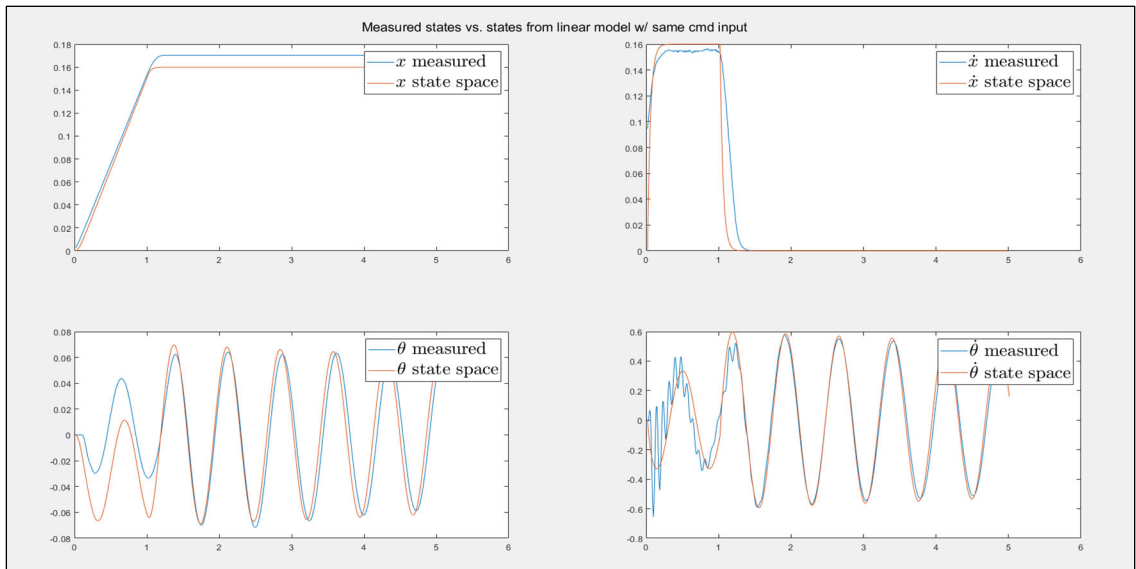 Measured states vs. states from linear model w/ same cmd input
0.18
0.16
0.14
0.12
0.1
0.08
0.06
0.04
0.02
0
0 1 2 3 4 5 6
x measured
x state space
0.16
0.14
0.12
0.1
0.08
0.06
0.04
0.02
0
0 1 2 3 4 5 6
ẋ measured
ẋ state space
0.08
0.06
0.04
0.02
0
-0.02
-0.04
-0.06
-0.08
0 1 2 3 4 5 6
θ measured
θ state space
0.6
0.4
0.2
0
-0.2
-0.4
-0.6
-0.8
0 1 2 3 4 5 6
θ̇ measured
θ̇ state space